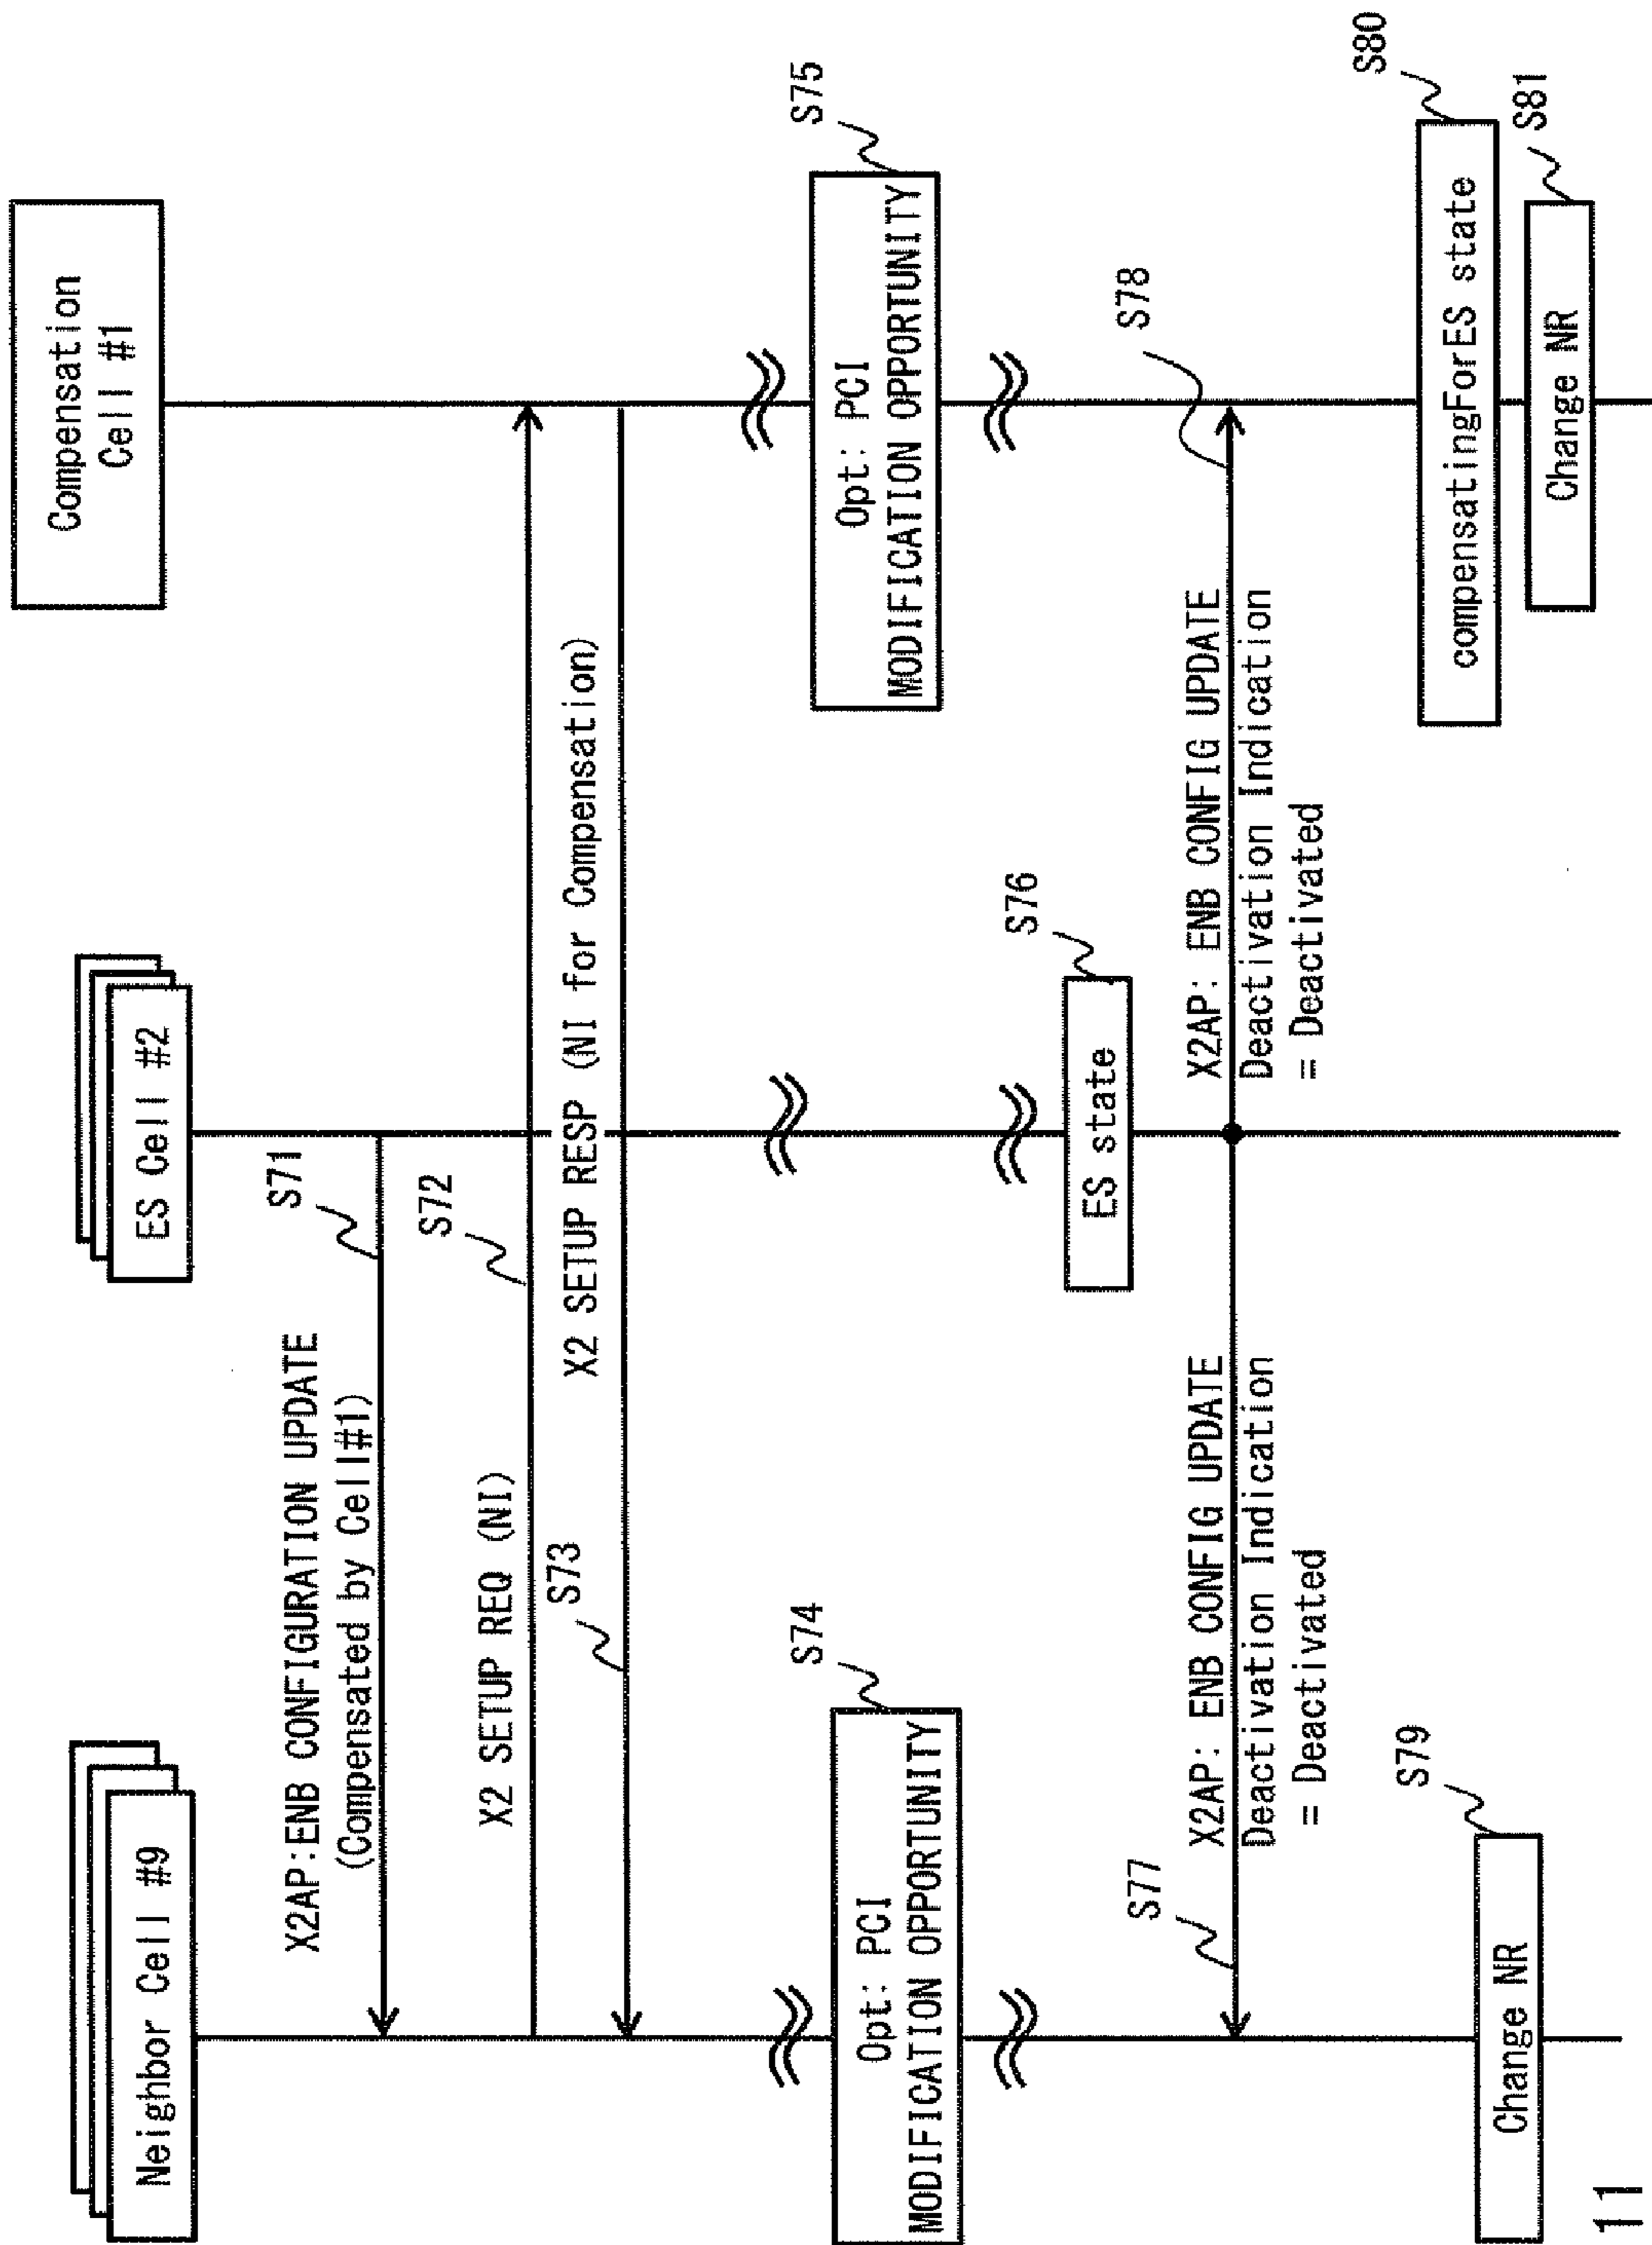 Neighbor Cell #9
ES Cell #2
Compensation
Cell #1
X2AP:ENB CONFIGURATION UPDATE
(Compensated by Cell#1)
S71
X2 SETUP REQ (NI)
S72
X2 SETUP RESP (NI for Compensation)
S73
Opt: PCI
MODIFICATION OPPORTUNITY
S74
Opt: PCI
MODIFICATION OPPORTUNITY
S75
ES state
S76
X2AP: ENB CONFIG UPDATE
Deactivation Indication
= Deactivated
S77
X2AP: ENB CONFIG UPDATE
Deactivation Indication
= Deactivated
S78
Change NR
S79
compensatingForES state
S80
Change NR
S81
11